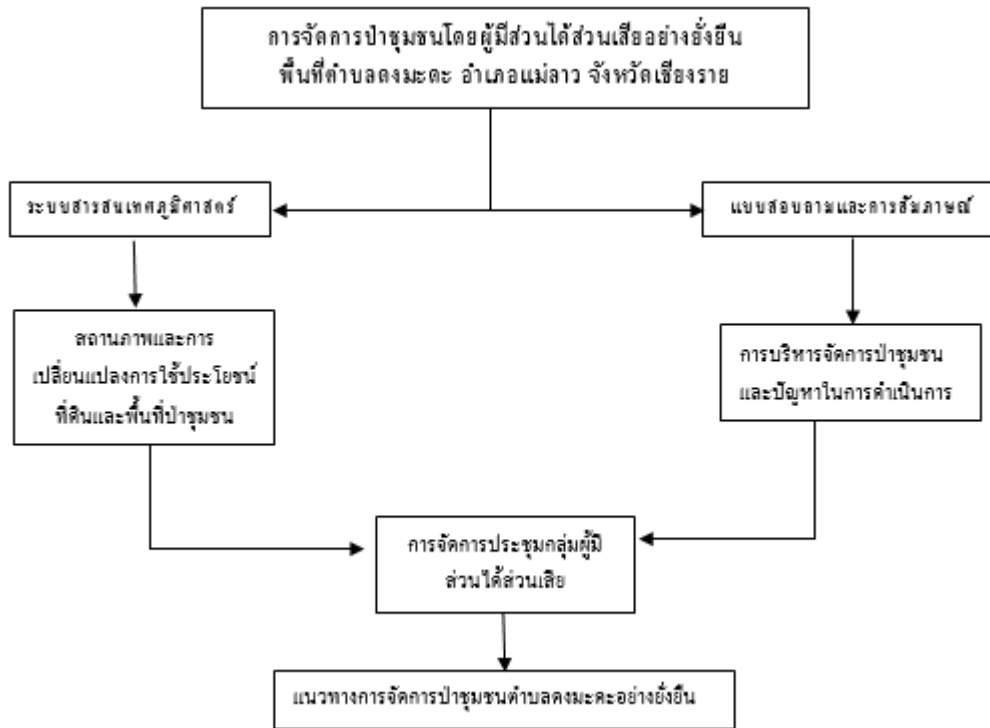 การจัดการป่าชุมชนโดยผู้มีส่วนได้ส่วนเสียอย่างยั่งยืน
พื้นที่ตำบลดงมะดะ อำเภอแม่ลาว จังหวัดเชียงราย
ระบบสารสนเทศภูมิศาสตร์
แบบสอบถามและการสัมภาษณ์
สถานภาพและการ
เปลี่ยนแปลงการใช้ประโยชน์
ที่ดินและพื้นที่ป่าชุมชน
การบริหารจัดการป่าชุมชน
และปัญหาในการดำเนินการ
การจัดการประชุมกลุ่มผู้มี
ส่วนได้ส่วนเสีย
แนวทางการจัดการป่าชุมชนตำบลดงมะดะอย่างยั่งยืน